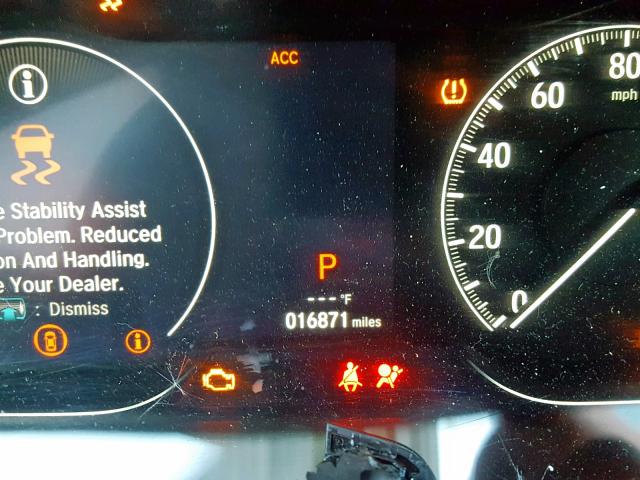 ACC
80
mph
60
40
20
0
e Stability Assist
Problem. Reduced
on And Handling.
e Your Dealer.
: Dismiss
P
---°F
016871 miles